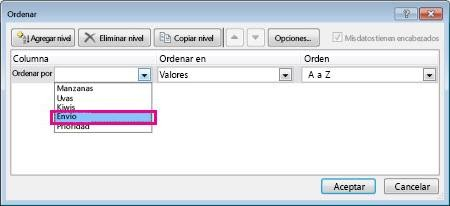 Ordenar
Agregar nivel Eliminar nivel Copiar nivel Opciones... Mis datos tienen encabezados
Columna Ordenar en Orden
Ordenar por Valores A a Z
Manzanas
Uvas
Kiwis
Envío
Prioridad
Aceptar Cancelar